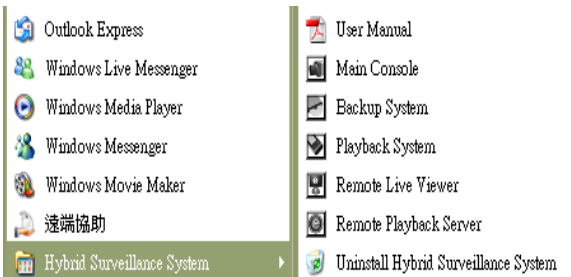 Outlook Express
Windows Live Messenger
Windows Media Player
Windows Messenger
Windows Movie Maker
遠端協助
Hybrid Surveillance System
User Manual
Main Console
Backup System
Playback System
Remote Live Viewer
Remote Playback Server
Uninstall Hybrid Surveillance System